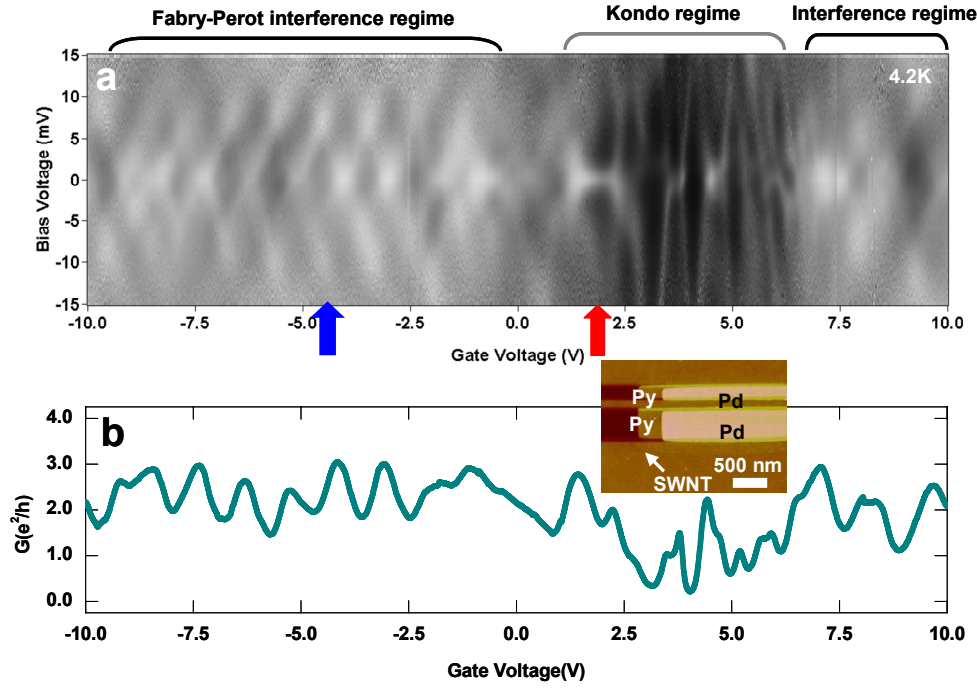 Fabry-Perot interference regime
Kondo regime
Interference regime
a
4.2K
15
10
5
0
-5
-10
-15
Bias Voltage (mV)
-10.0 -7.5 -5.0 -2.5 0.0 2.5 5.0 7.5 10.0
Gate Voltage (V)
Py Pd
Py Pd
SWNT
500 nm
b
4.0
3.0
2.0
1.0
0.0
G(e²/h)
-10.0 -7.5 -5.0 -2.5 0.0 2.5 5.0 7.5 10.0
Gate Voltage(V)